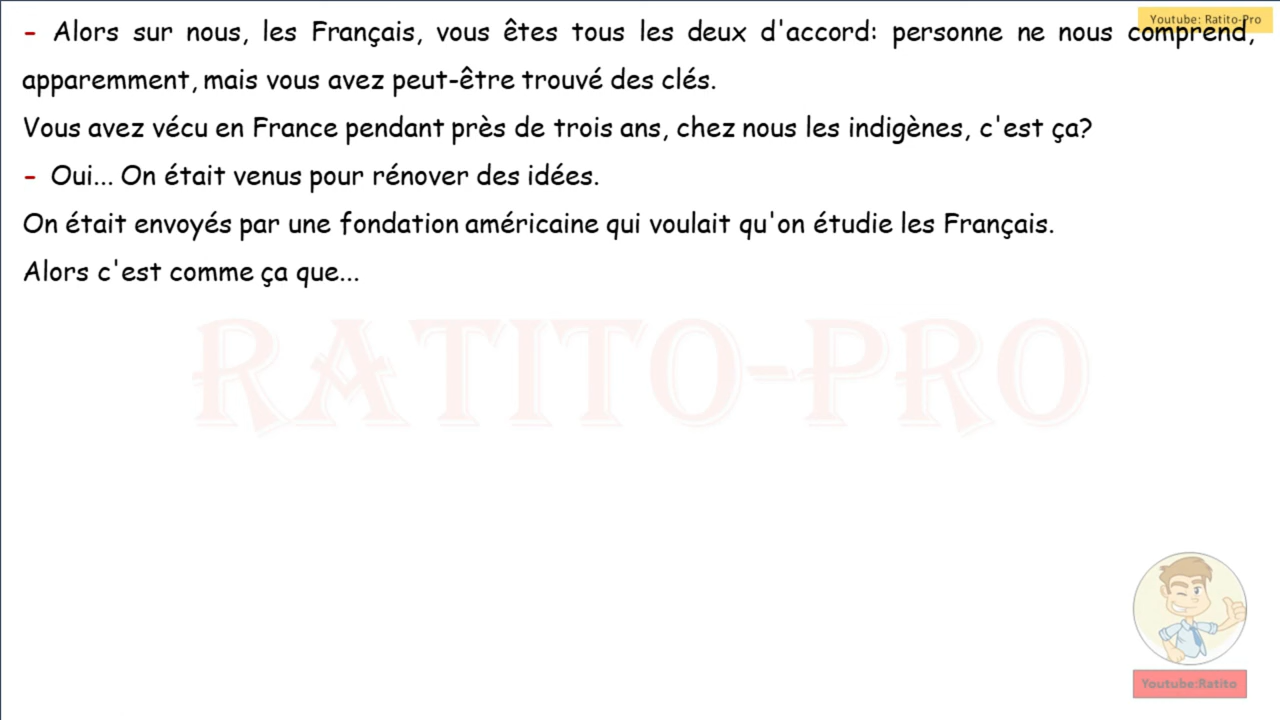 Youtube: Ratito-Pro
- Alors sur nous, les Français, vous êtes tous les deux d'accord: personne ne nous comprend,
apparemment, mais vous avez peut-être trouvé des clés.
Vous avez vécu en France pendant près de trois ans, chez nous les indigènes, c'est ça?
- Oui... On était venus pour rénover des idées.
On était envoyés par une fondation américaine qui voulait qu'on étudie les Français.
Alors c'est comme ça que...
RATITO-PRO
Youtube:Ratito